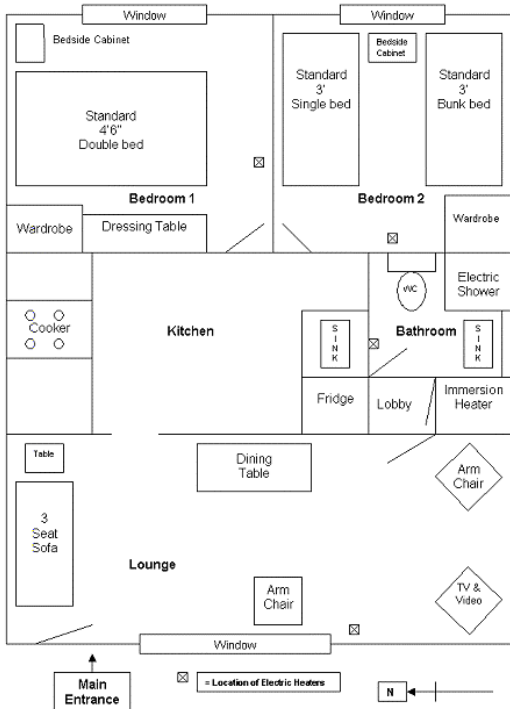 Window
Window
Bedside Cabinet
Bedside
Cabinet
Standard
4'6"
Double bed
Standard
3'
Single bed
Standard
3'
Bunk bed
Bedroom 1
Bedroom 2
Wardrobe
Dressing Table
Wardrobe
WC
Electric
Shower
Cooker
Kitchen
SINK
Bathroom
SINK
Fridge
Lobby
Immersion
Heater
Table
Dining
Table
Arm
Chair
3
Seat
Sofa
Lounge
Arm
Chair
TV &
Video
Window
Main
Entrance
= Location of Electric Heaters
N